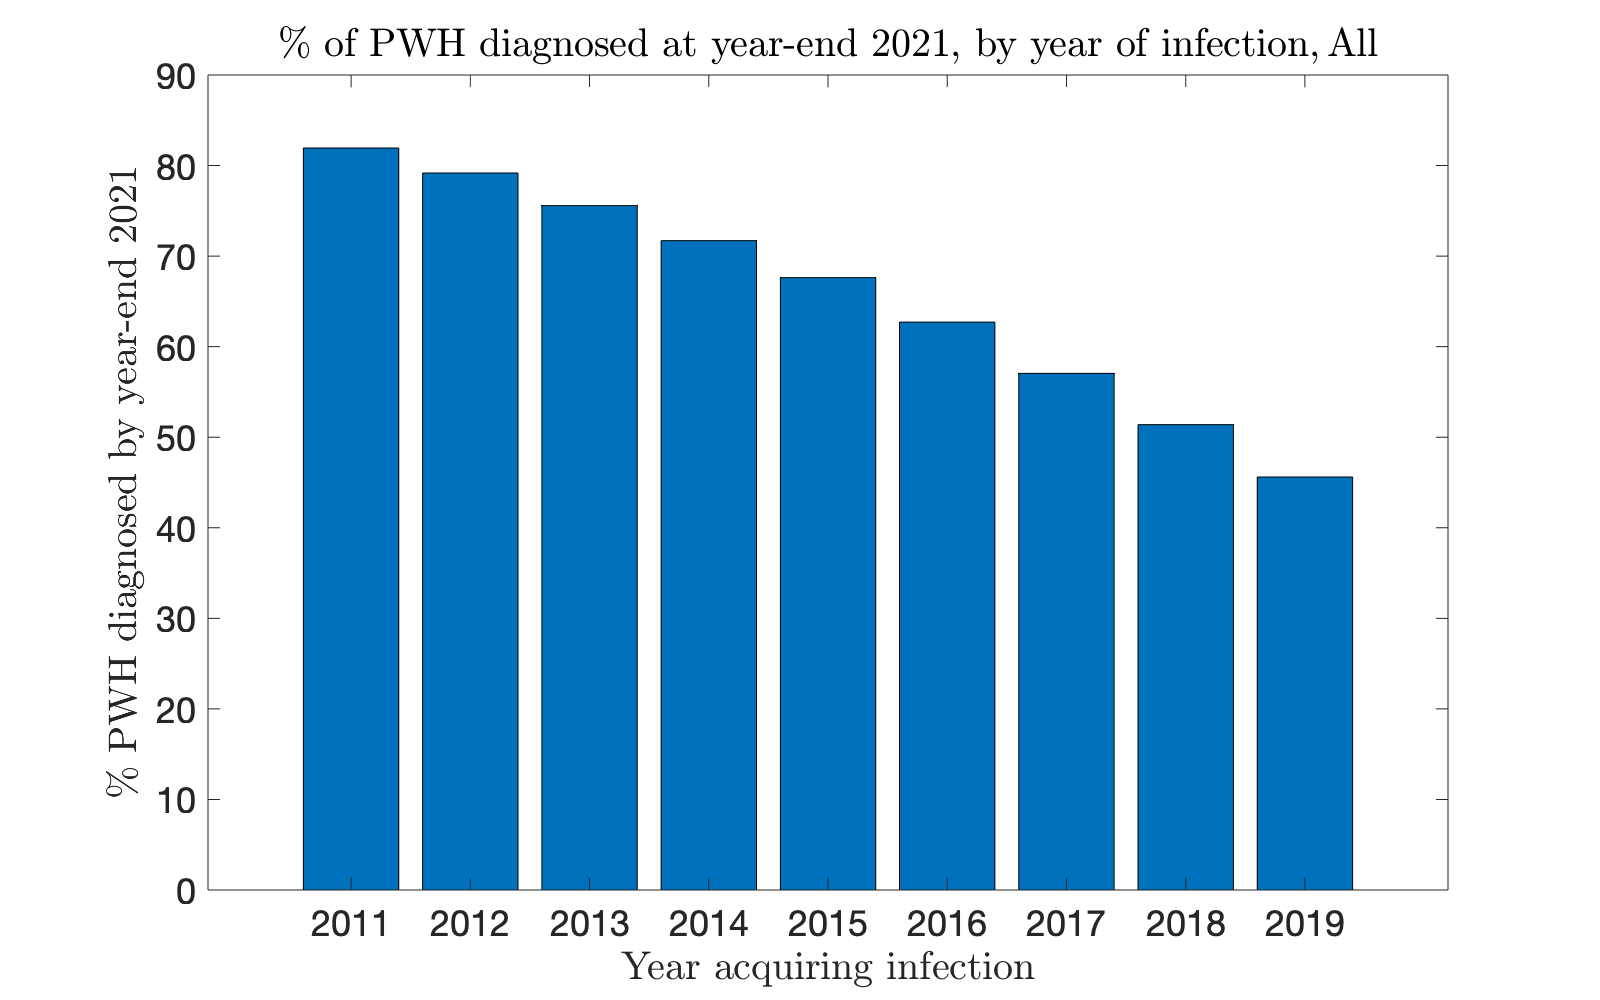 % of PWH diagnosed at year-end 2021, by year of infection, All
% PWH diagnosed by year-end 2021
90
80
70
60
50
40
30
20
10
0
2011 2012 2013 2014 2015 2016 2017 2018 2019
Year acquiring infection